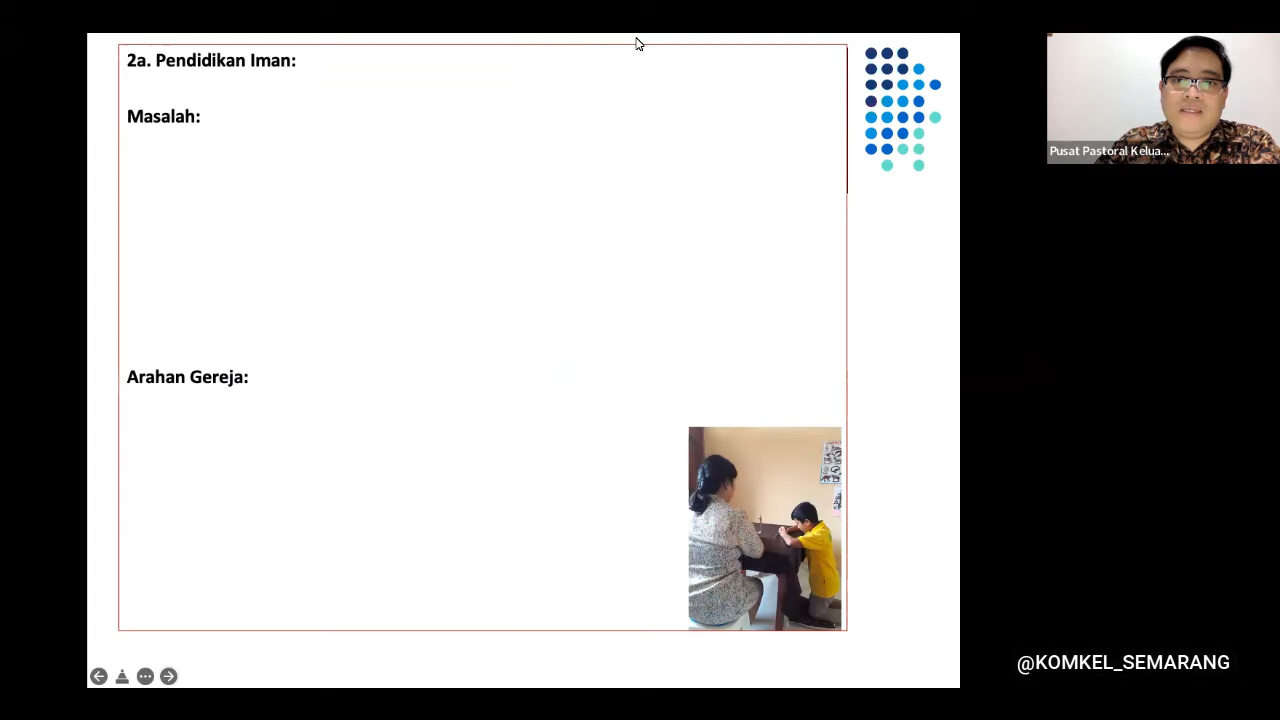 2a. Pendidikan Iman:
Masalah:
Arahan Gereja:
Pusat Pastoral Kelua...
@KOMKEL_SEMARANG